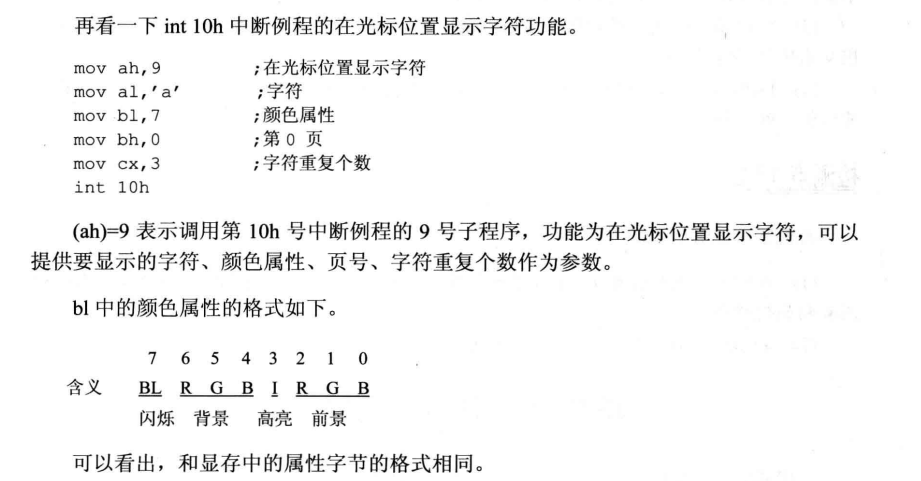 再看一下 int 10h 中断例程的在光标位置显示字符功能。
mov ah,9 ;在光标位置显示字符
mov al,'a' ;字符
mov bl,7 ;颜色属性
mov bh,0 ;第 0 页
mov cx,3 ;字符重复个数
int 10h
(ah)=9 表示调用第 10h 号中断例程的 9 号子程序，功能为在光标位置显示字符，可以
提供要显示的字符、颜色属性、页号、字符重复个数作为参数。
bl 中的颜色属性的格式如下。
7 6 5 4 3 2 1 0
含义 BL R G B I R G B
闪烁 背景 高亮 前景
可以看出，和显存中的属性字节的格式相同。